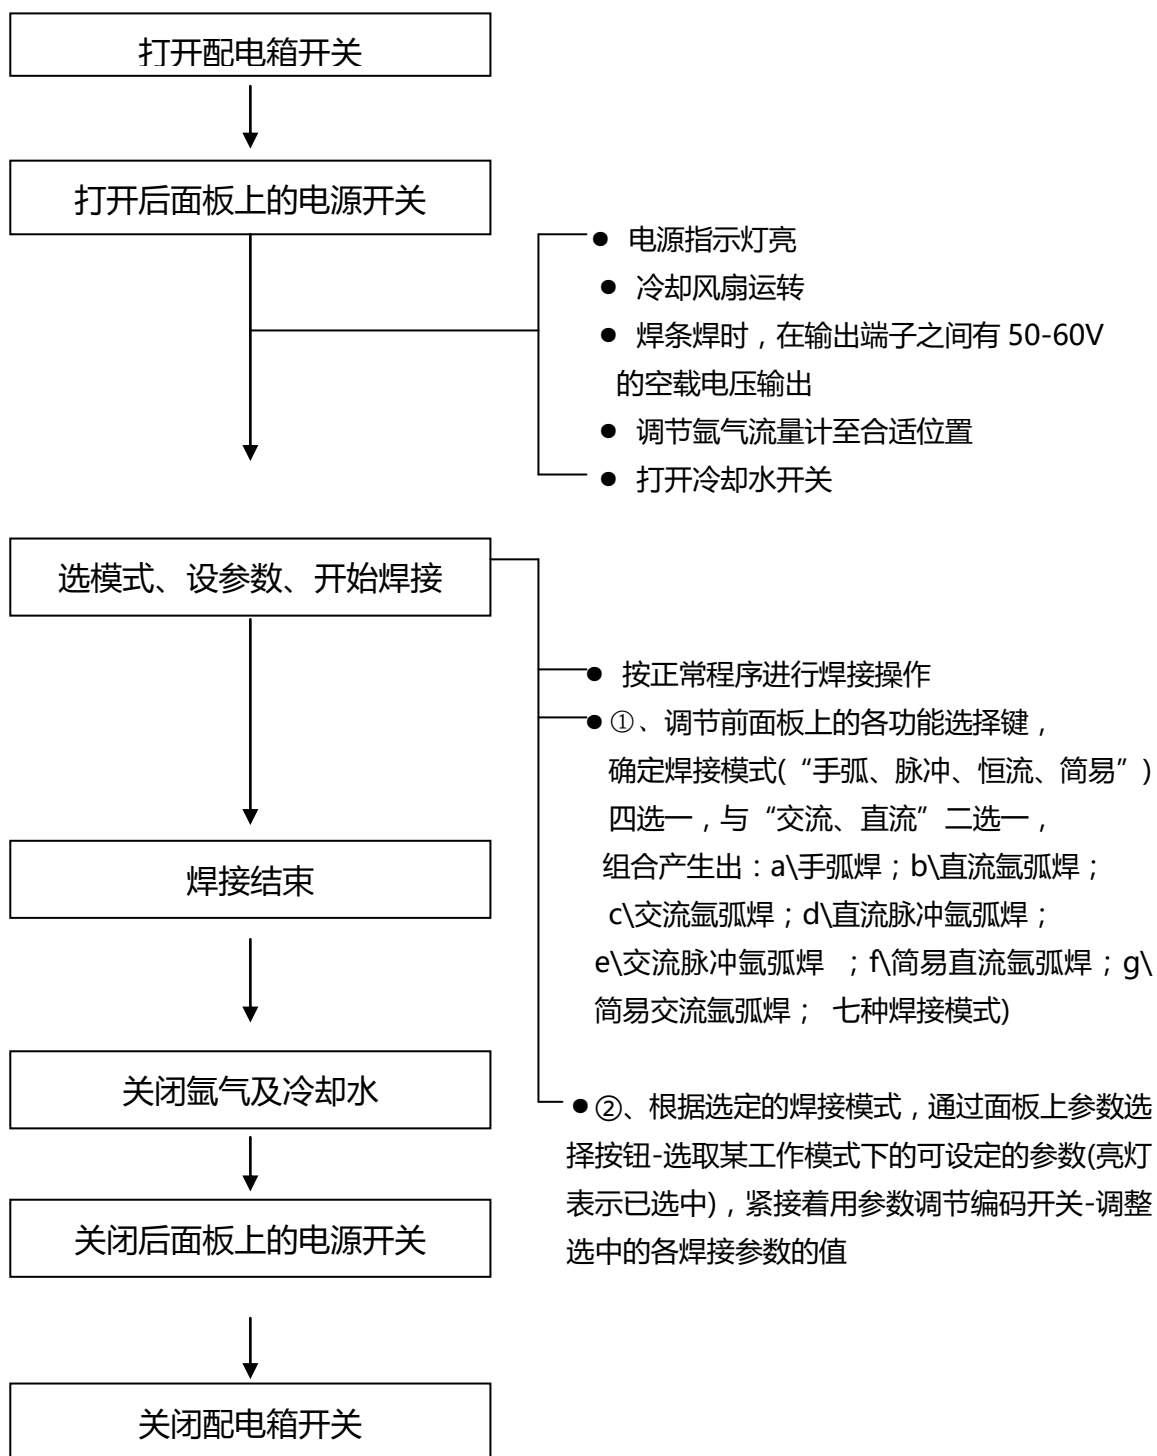 打开配电箱开关
打开后面板上的电源开关
● 电源指示灯亮
● 冷却风扇运转
● 焊条焊时，在输出端子之间有 50-60V
的空载电压输出
● 调节氩气流量计至合适位置
● 打开冷却水开关
选模式、设参数、开始焊接
● 按正常程序进行焊接操作
● ①、调节前面板上的各功能选择键，
确定焊接模式(“手弧、脉冲、恒流、简易”)
四选一，与“交流、直流”二选一，
组合产生出：a\手弧焊；b\直流氩弧焊；
c\交流氩弧焊；d\直流脉冲氩弧焊；
e\交流脉冲氩弧焊 ；f\简易直流氩弧焊；g\
简易交流氩弧焊； 七种焊接模式)
焊接结束
关闭氩气及冷却水
● ②、根据选定的焊接模式，通过面板上参数选
择按钮-选取某工作模式下的可设定的参数(亮灯
表示已选中)，紧接着用参数调节编码开关-调整
选中的各焊接参数的值
关闭后面板上的电源开关
关闭配电箱开关